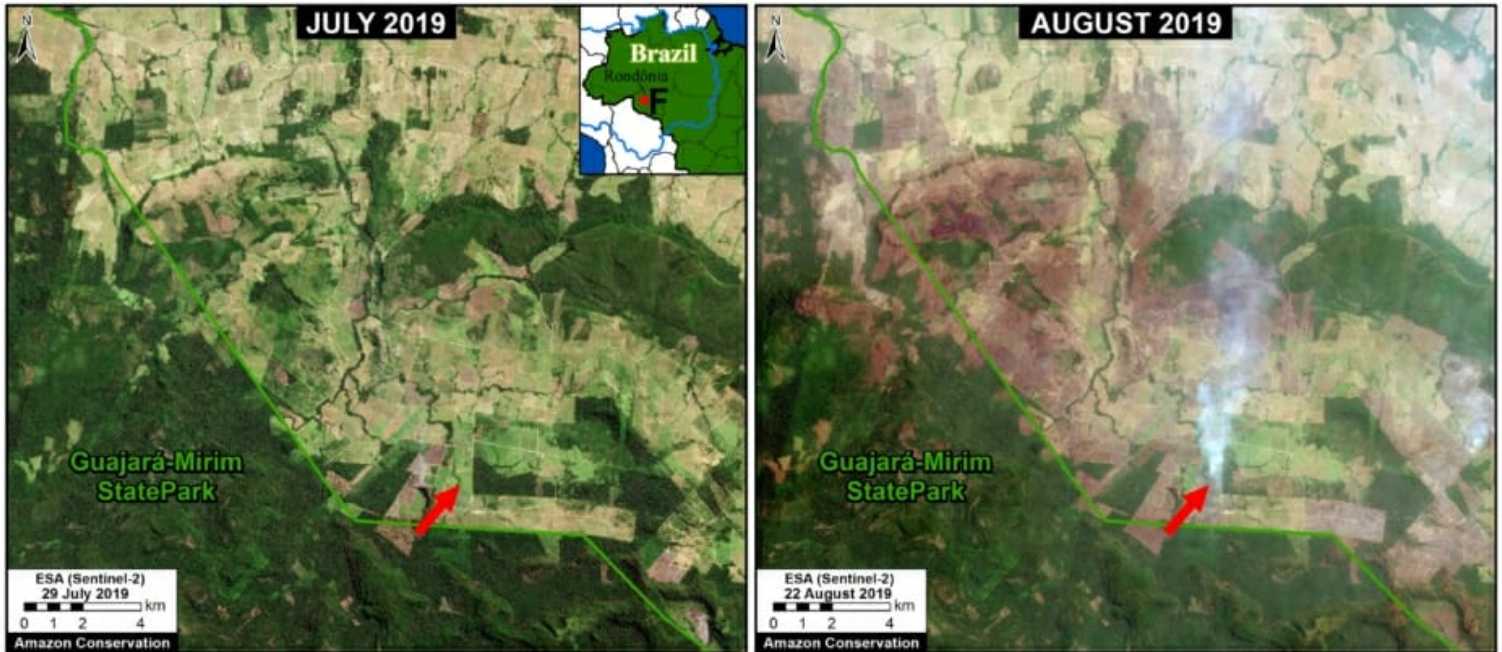 JULY 2019
N
Brazil
Rondônia
F
Guajará-Mirim
StatePark
ESA (Sentinel-2)
29 July 2019
km
0 1 2 4
Amazon Conservation
AUGUST 2019
N
Guajará-Mirim
StatePark
ESA (Sentinel-2)
22 August 2019
km
0 1 2 4
Amazon Conservation